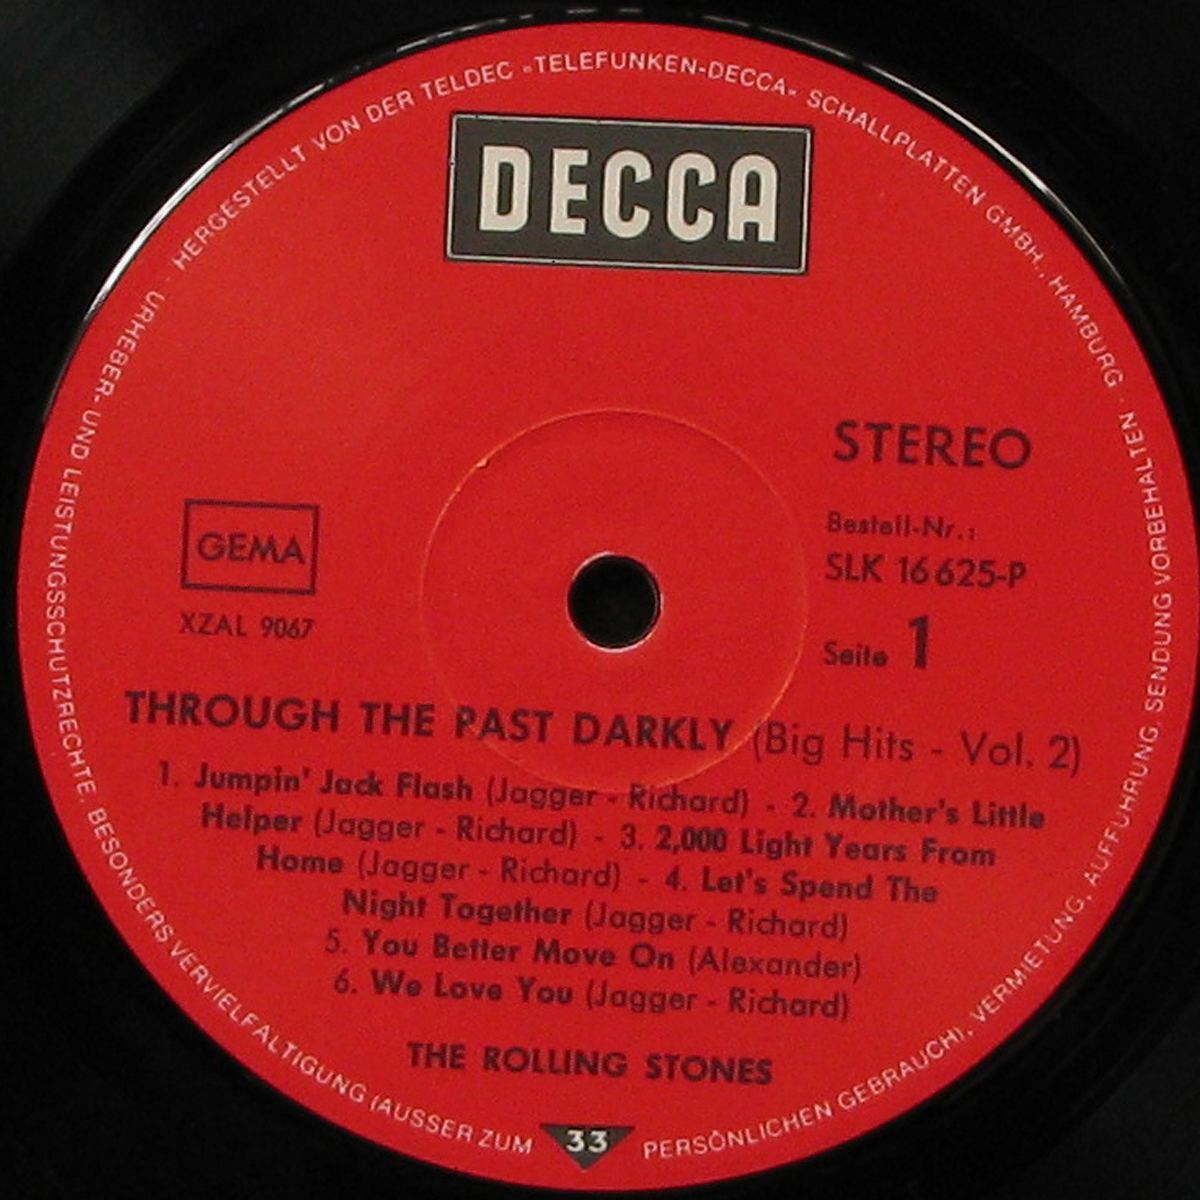 HERGESTELLT VON DER TELDEC »TELEFUNKEN-DECCA« SCHALLPLATTEN GMBH., HAMBURG · URHEBER- UND LEISTUNGSSCHUTZRECHTE, BESONDERS VERVIELFÄLTIGUNG (AUSSER ZUM PERSÖNLICHEN GEBRAUCH), VERMIETUNG, AUFFÜHRUNG, SENDUNG VORBEHALTEN ·
DECCA
STEREO
GEMA
XZAL 9067
Bestell-Nr.:
SLK 16 625-P
Seite 1
THROUGH THE PAST DARKLY (Big Hits - Vol. 2)
1. Jumpin' Jack Flash (Jagger - Richard) - 2. Mother's Little
Helper (Jagger - Richard) - 3. 2,000 Light Years From
Home (Jagger - Richard) - 4. Let's Spend The
Night Together (Jagger - Richard)
5. You Better Move On (Alexander)
6. We Love You (Jagger - Richard)
THE ROLLING STONES
33